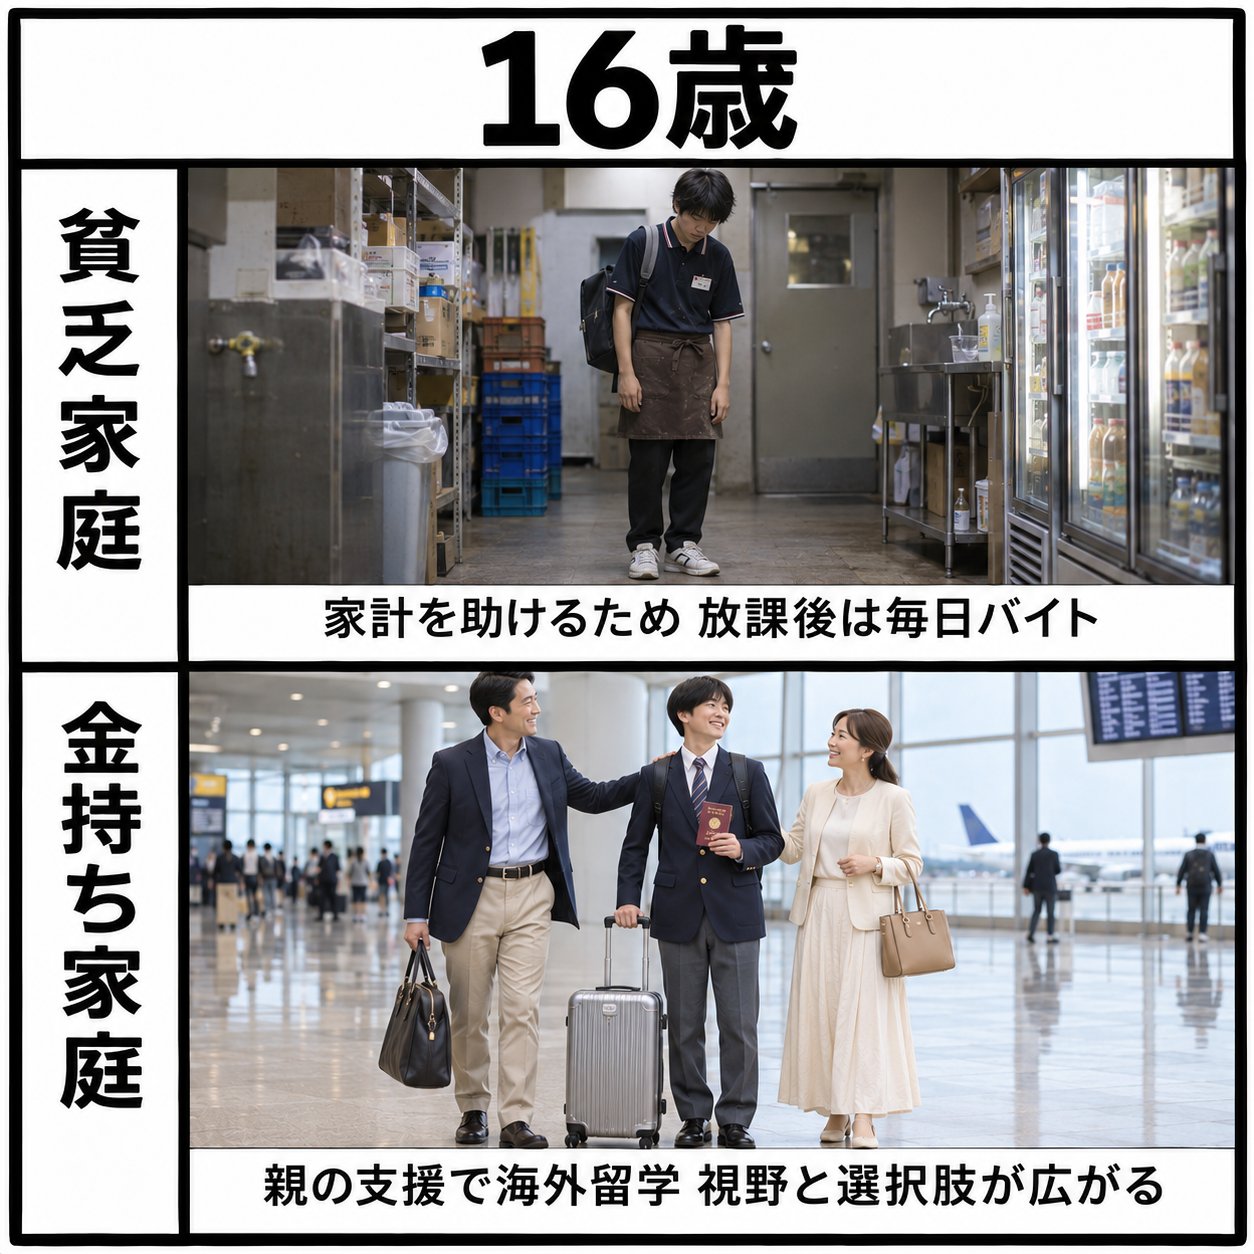 16歳
貧乏家庭
家計を助けるため 放課後は毎日バイト
金持ち家庭
親の支援で海外留学 視野と選択肢が広がる